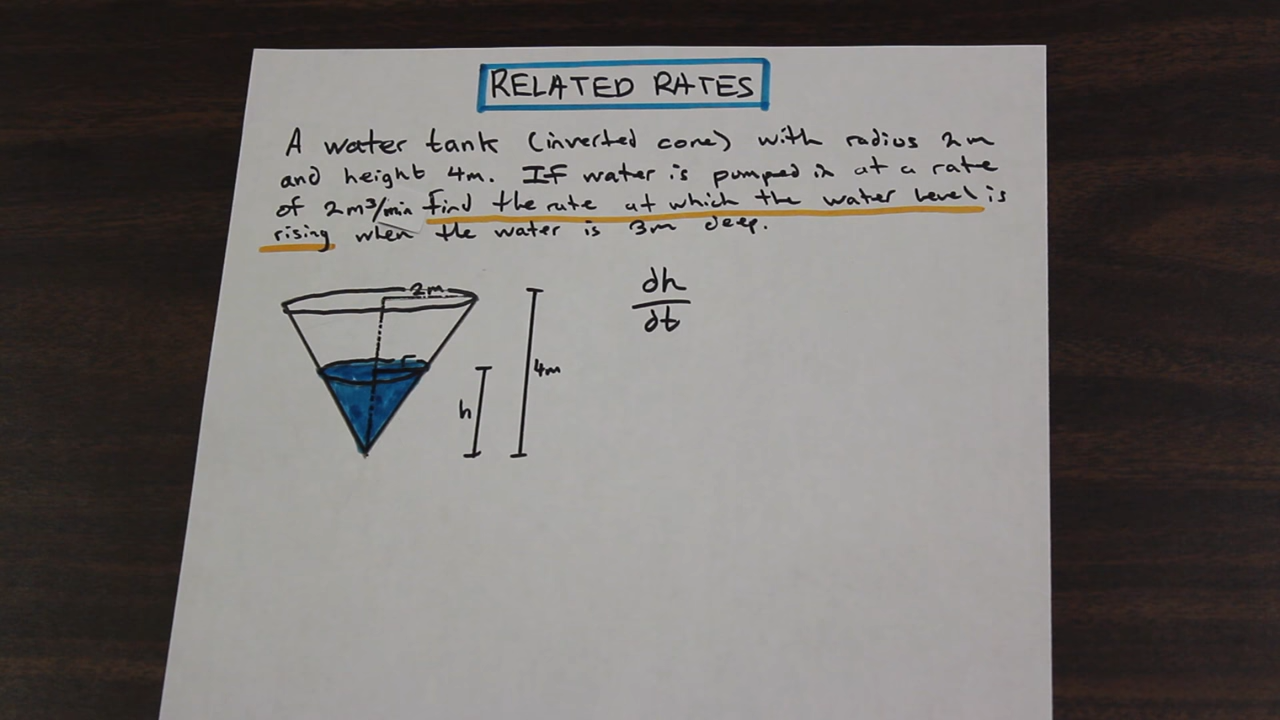 RELATED RATES
A water tank (inverted cone) with radius 2m
and height 4m. If water is pumped in at a rate
of 2m³/min find the rate at which the water level is
rising when the water is 3m deep.
2m
r
h
4m
dh
dt